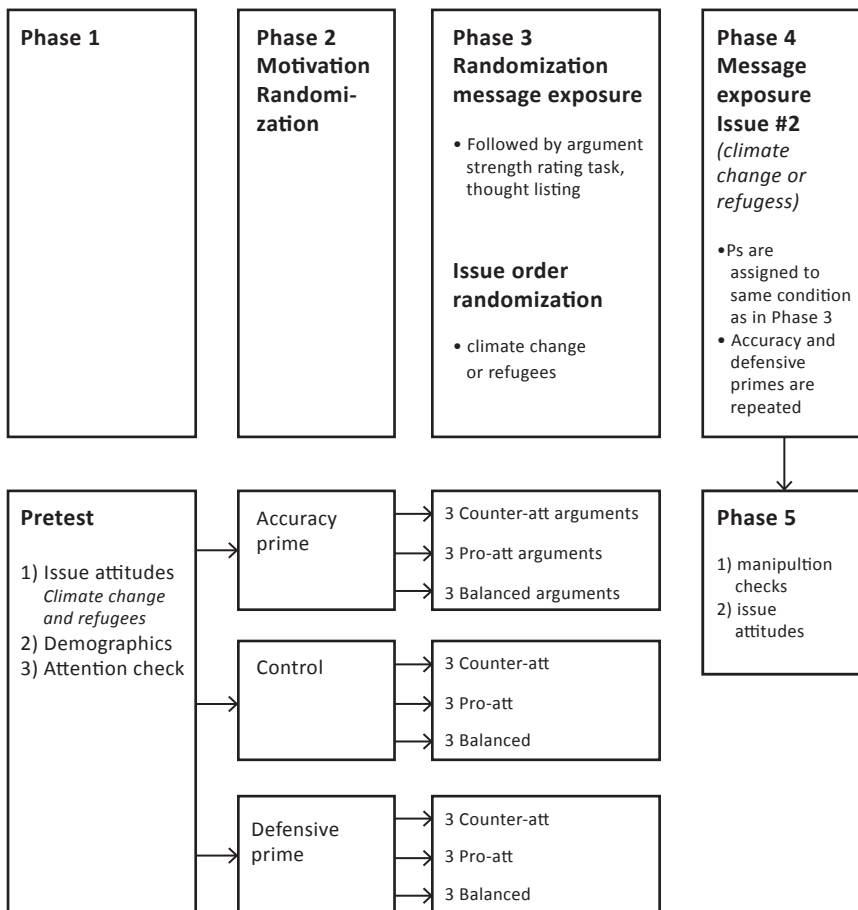 Phase 1
Phase 2
Motivation
Randomi-
zation
Phase 3
Randomization
message exposure
• Followed by argument
strength rating task,
thought listing
Issue order
randomization
• climate change
or refugees
Phase 4
Message
exposure
Issue #2
(climate
change or
refugess)
•Ps are
assigned to
same condition
as in Phase 3
• Accuracy and
defensive
primes are
repeated
Pretest
1) Issue attitudes
Climate change
and refugees
2) Demographics
3) Attention check
Accuracy
prime
3 Counter-att arguments
3 Pro-att arguments
3 Balanced arguments
Control
3 Counter-att
3 Pro-att
3 Balanced
Defensive
prime
3 Counter-att
3 Pro-att
3 Balanced
Phase 5
1) manipultion
checks
2) issue
attitudes